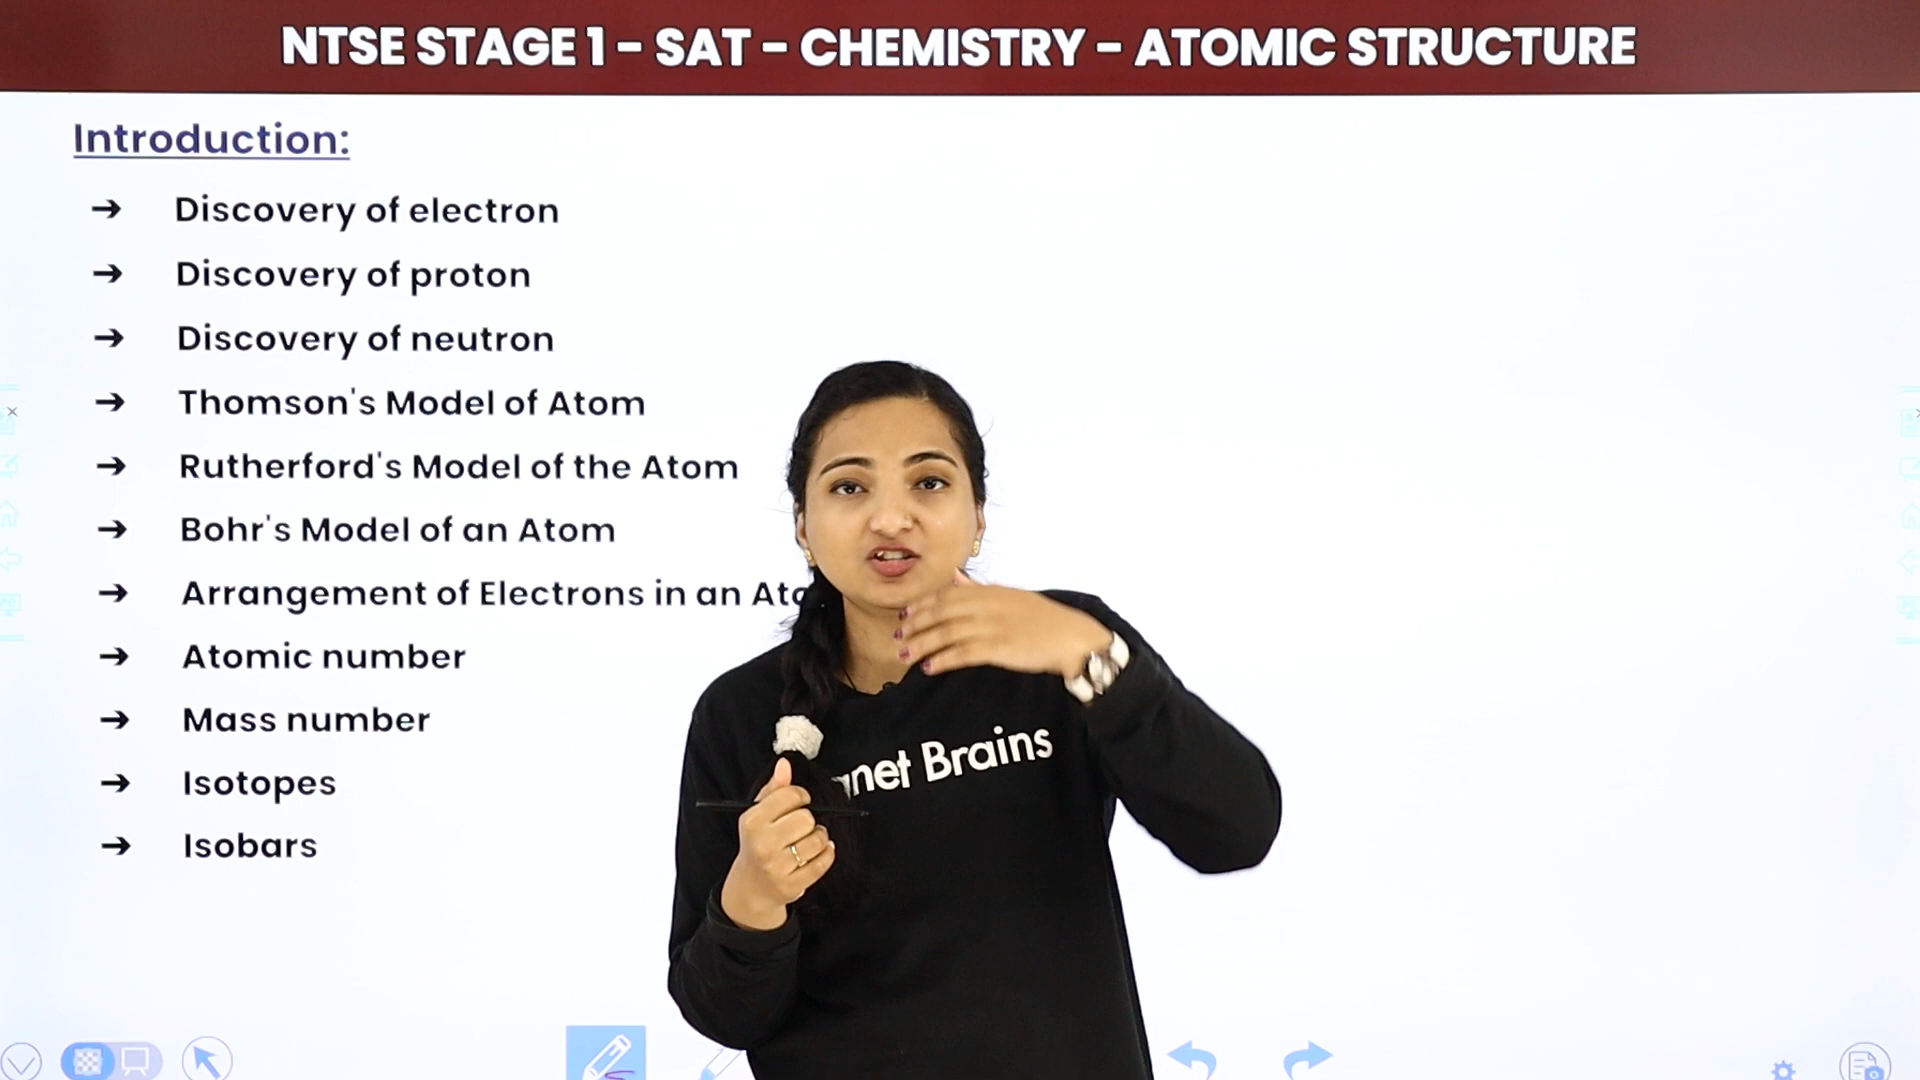 NTSE STAGE 1 - SAT - CHEMISTRY - ATOMIC STRUCTURE
Introduction:
➔ Discovery of electron
➔ Discovery of proton
➔ Discovery of neutron
➔ Thomson's Model of Atom
➔ Rutherford's Model of the Atom
➔ Bohr's Model of an Atom
➔ Arrangement of Electrons in an
➔ Atomic number
➔ Mass number
➔ Isotopes
➔ Isobars
Brains